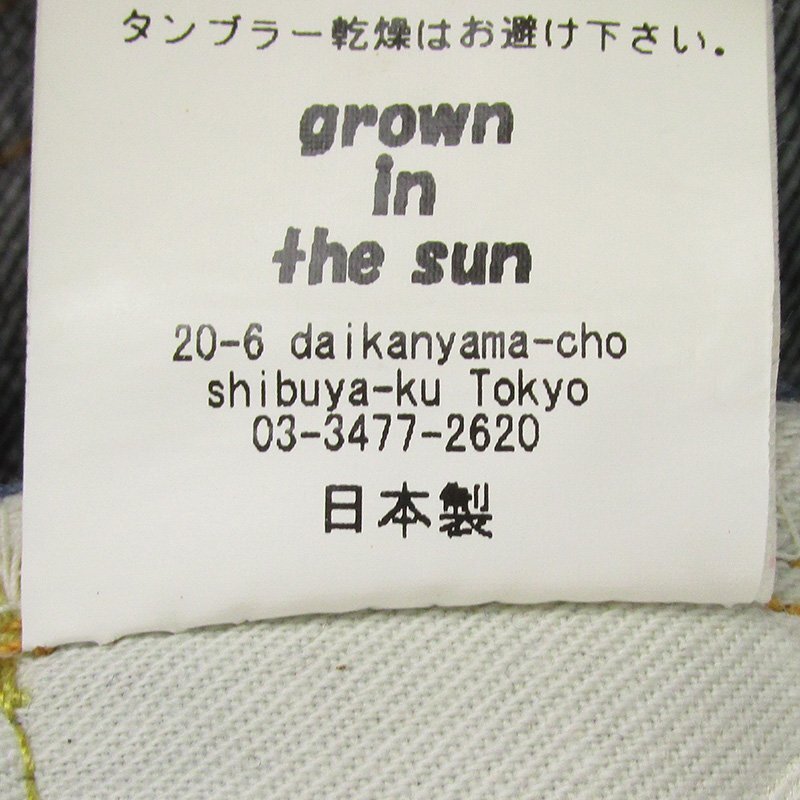 タンブラー乾燥はお避け下さい.
grown
in
the sun
20-6 daikanyama-cho
shibuya-ku Tokyo
03-3477-2620
日本製